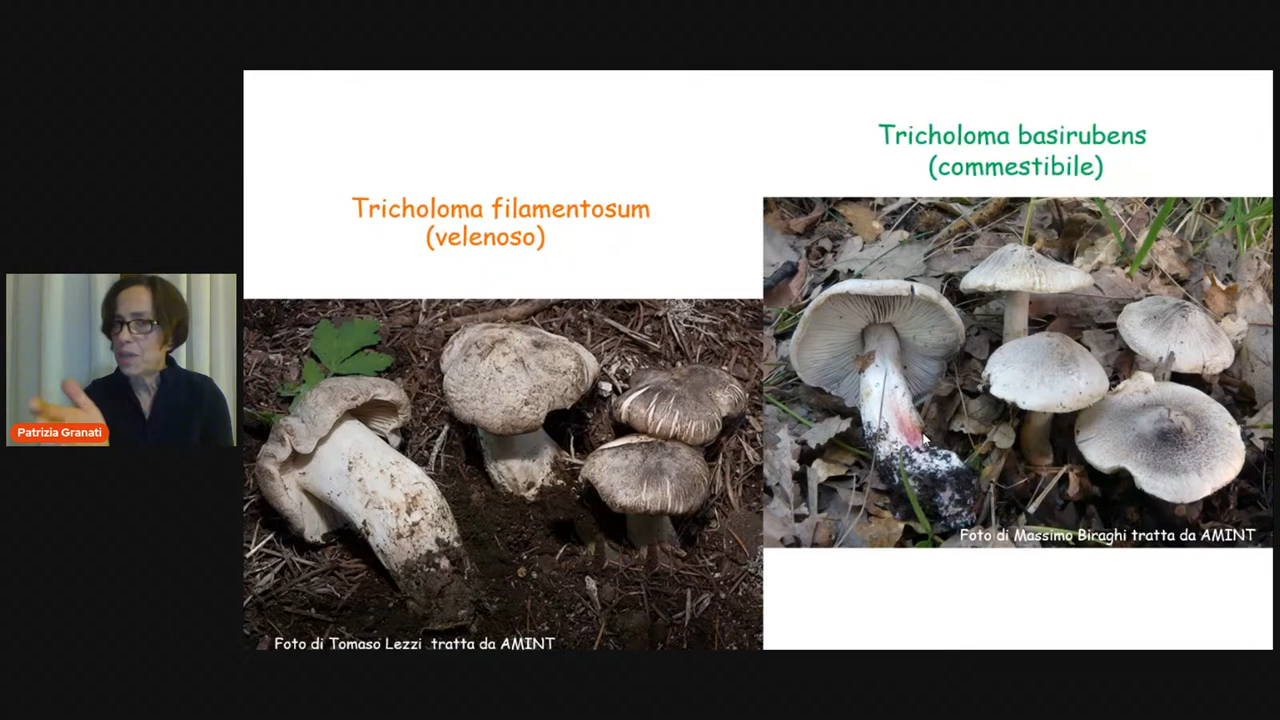 Tricholoma basirubens
(commestibile)
Tricholoma filamentosum
(velenoso)
Patrizia Granati
Foto di Massimo Biraghi tratta da AMINT
Foto di Tomaso Lezzi tratta da AMINT